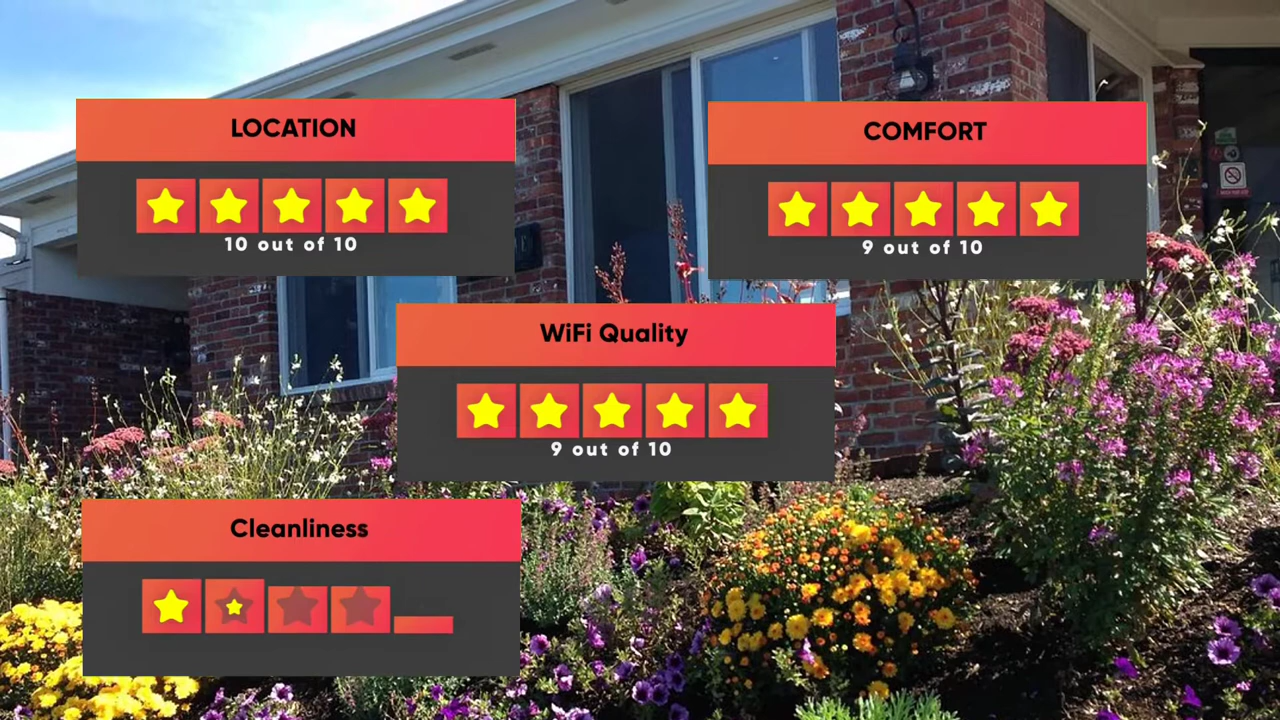 LOCATION
10 out of 10
COMFORT
9 out of 10
WiFi Quality
9 out of 10
Cleanliness